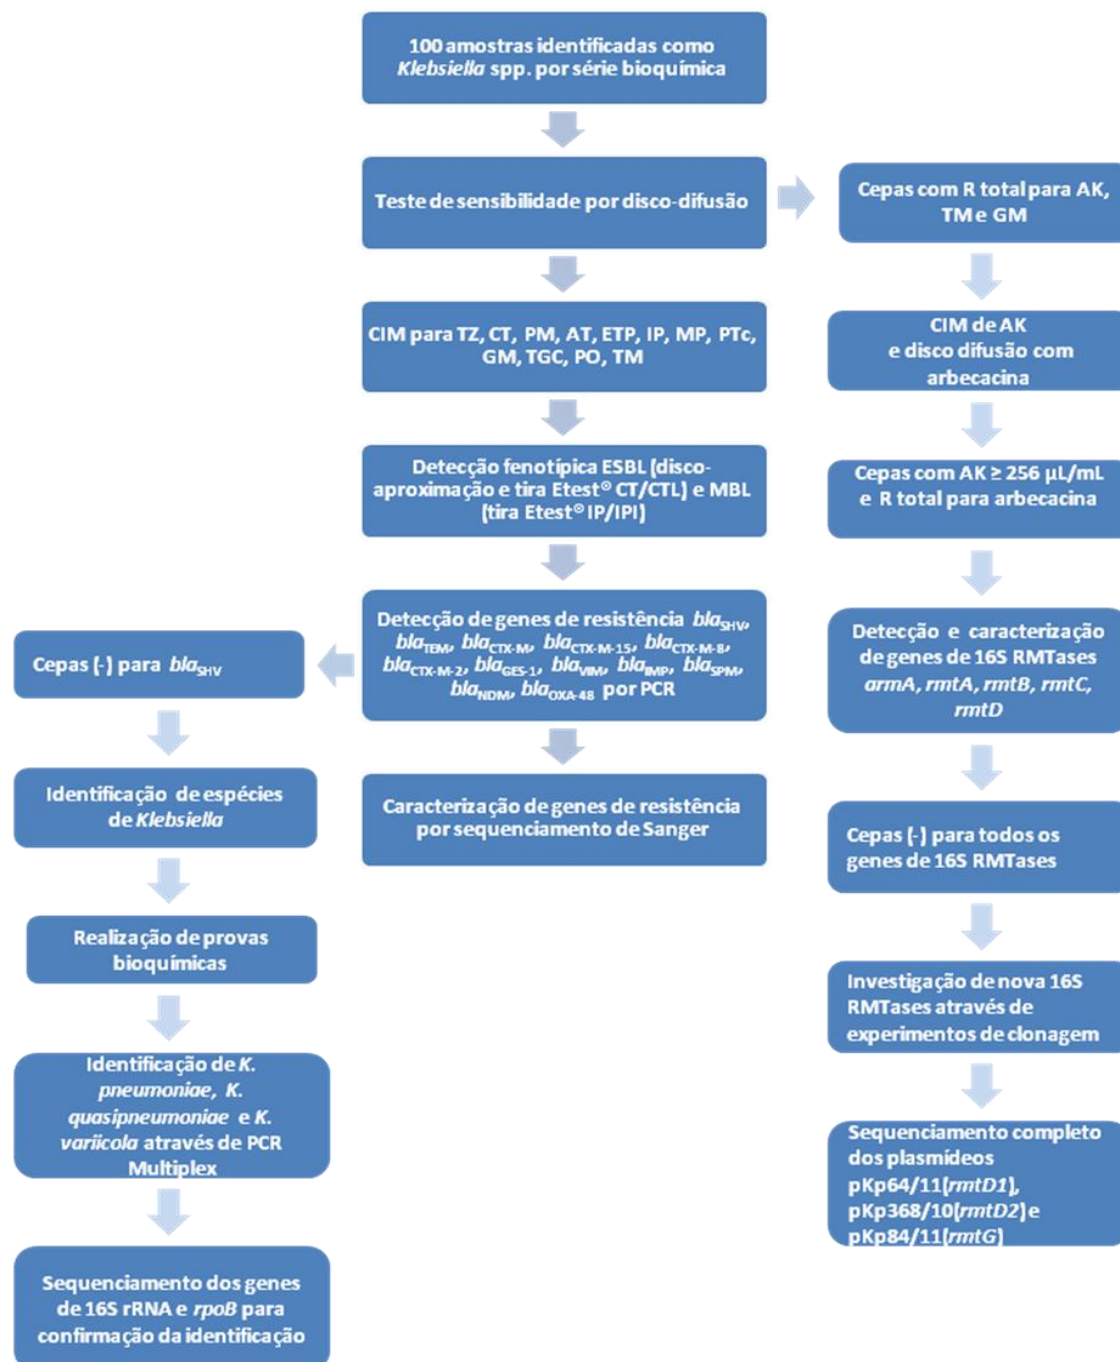 100 amostras identificadas como
Klebsiella spp. por série bioquímica
Teste de sensibilidade por disco-difusão
CIM para TZ, CT, PM, AT, ETP, IP, MP, PTc,
GM, TGC, PO, TM
Detecção fenotípica ESBL (disco-
aproximação e tira Etest® CT/CTL) e MBL
(tira Etest® IP/IPI)
Detecção de genes de resistência blaSHV,
blaTEM, blaCTX-M, blaCTX-M-15, blaCTX-M-8,
blaCTX-M-2, blaGES-1, blaVIM, blaIMP, blaSPM,
blaNDM, blaOXA-48 por PCR
Caracterização de genes de resistência
por sequenciamento de Sanger
Cepas (-) para blaSHV
Identificação de espécies
de Klebsiella
Realização de provas
bioquímicas
Identificação de K.
pneumoniae, K.
quasipneumoniae e K.
variicola através de PCR
Multiplex
Sequenciamento dos genes
de 16S rRNA e rpoB para
confirmação da identificação
Cepas com R total para AK,
TM e GM
CIM de AK
e disco difusão com
arbecacina
Cepas com AK ≥ 256 µL/mL
e R total para arbecacina
Detecção e caracterização
de genes de 16S RMTases
armA, rmtA, rmtB, rmtC,
rmtD
Cepas (-) para todos os
genes de 16S RMTases
Investigação de nova 16S
RMTases através de
experimentos de clonagem
Sequenciamento completo
dos plasmídeos
pKp64/11(rmtD1),
pKp368/10(rmtD2) e
pKp84/11(rmtG)